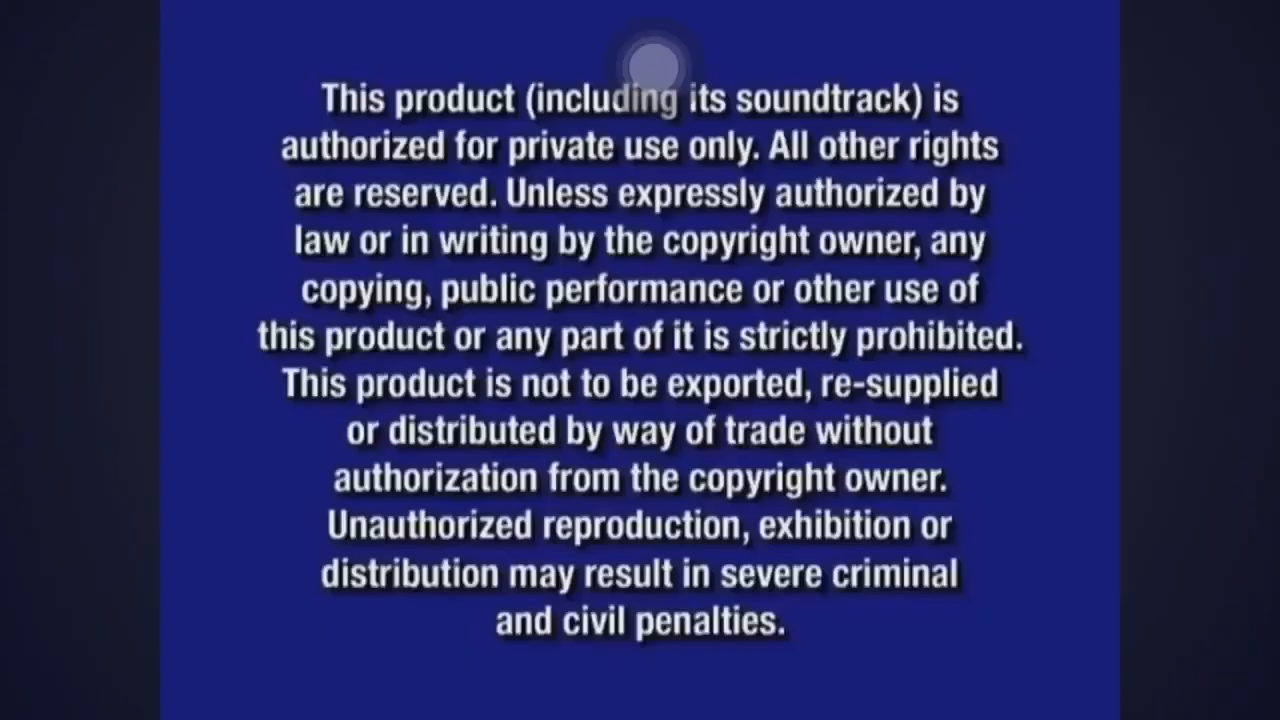 This product (including its soundtrack) is
authorized for private use only. All other rights
are reserved. Unless expressly authorized by
law or in writing by the copyright owner, any
copying, public performance or other use of
this product or any part of it is strictly prohibited.
This product is not to be exported, re-supplied
or distributed by way of trade without
authorization from the copyright owner.
Unauthorized reproduction, exhibition or
distribution may result in severe criminal
and civil penalties.